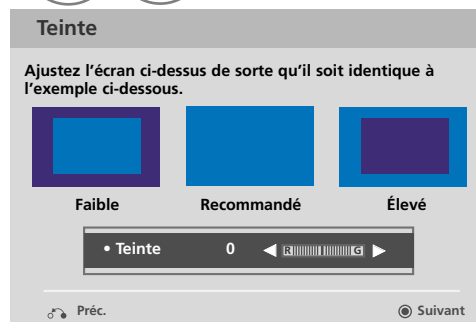 Teinte
Ajustez l’écran ci-dessus de sorte qu’il soit identique à
l’exemple ci-dessous.
Faible Recommandé Élevé
• Teinte 0 R G
Préc. Suivant